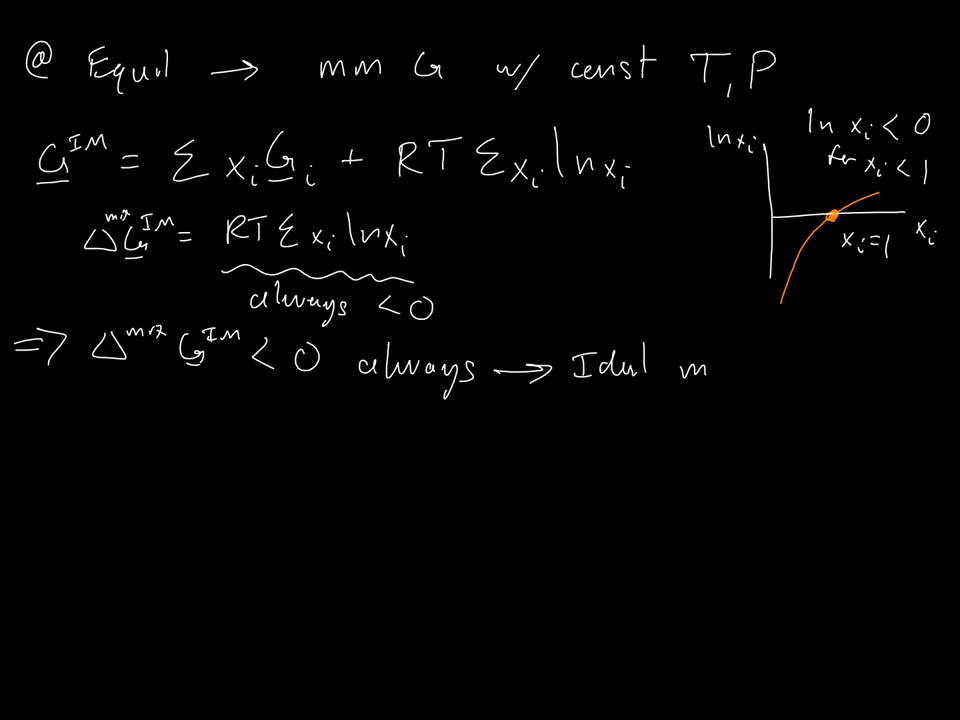 @ Equil → min G w/ const T, P
G^IM = Σ x_i G_i + RT Σ x_i ln x_i
Δ^mix G^IM = RT Σ x_i ln x_i
always < 0
⇒ Δ^mix G^IM < 0 always → Ideal m
ln x_i
ln x_i < 0
for x_i < 1
x_i = 1
x_i